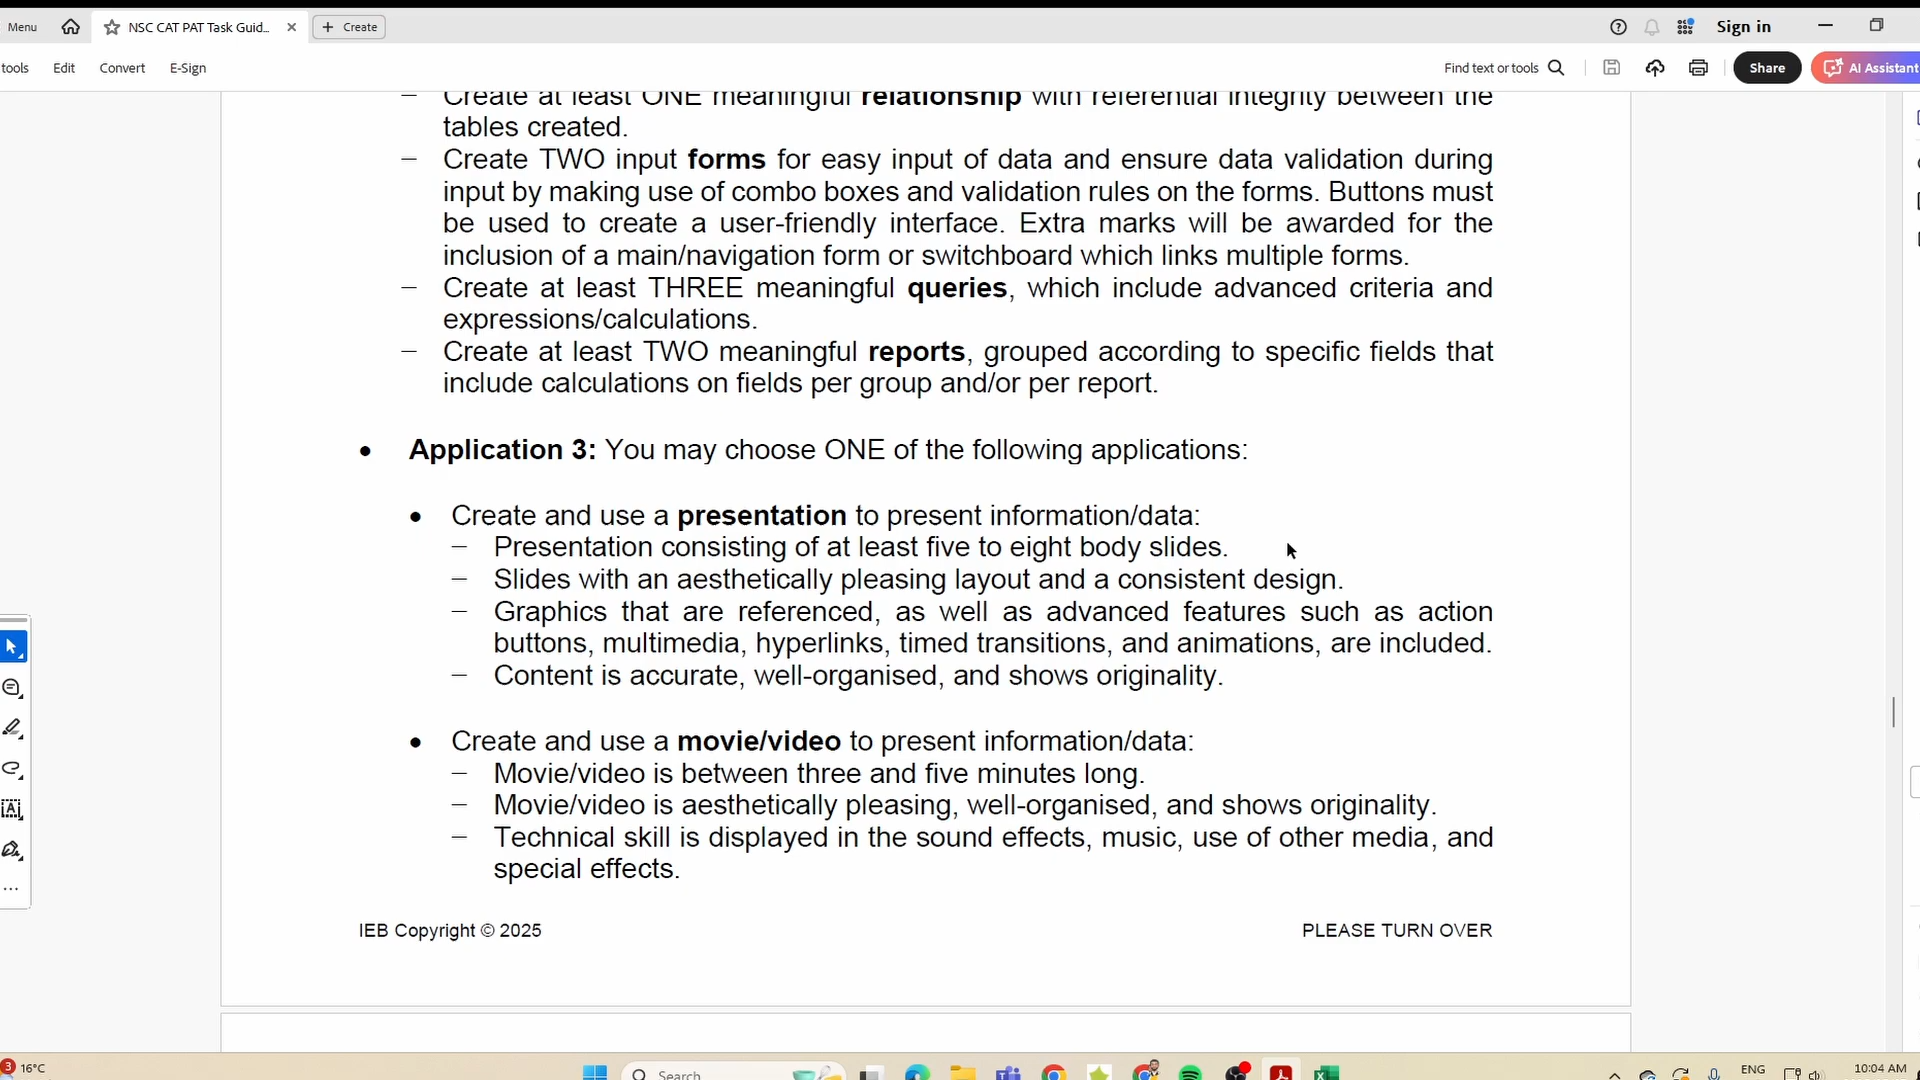 Menu
NSC CAT PAT Task Guid...
Create
Sign in
tools
Edit
Convert
E-Sign
Find text or tools
Share
AI Assistant
– Create at least ONE meaningful relationship with referential integrity between the
tables created.
– Create TWO input forms for easy input of data and ensure data validation during
input by making use of combo boxes and validation rules on the forms. Buttons must
be used to create a user-friendly interface. Extra marks will be awarded for the
inclusion of a main/navigation form or switchboard which links multiple forms.
– Create at least THREE meaningful queries, which include advanced criteria and
expressions/calculations.
– Create at least TWO meaningful reports, grouped according to specific fields that
include calculations on fields per group and/or per report.
• Application 3: You may choose ONE of the following applications:
• Create and use a presentation to present information/data:
– Presentation consisting of at least five to eight body slides.
– Slides with an aesthetically pleasing layout and a consistent design.
– Graphics that are referenced, as well as advanced features such as action
buttons, multimedia, hyperlinks, timed transitions, and animations, are included.
– Content is accurate, well-organised, and shows originality.
• Create and use a movie/video to present information/data:
– Movie/video is between three and five minutes long.
– Movie/video is aesthetically pleasing, well-organised, and shows originality.
– Technical skill is displayed in the sound effects, music, use of other media, and
special effects.
IEB Copyright © 2025
PLEASE TURN OVER
3
16°C
Search
ENG
10:04 AM